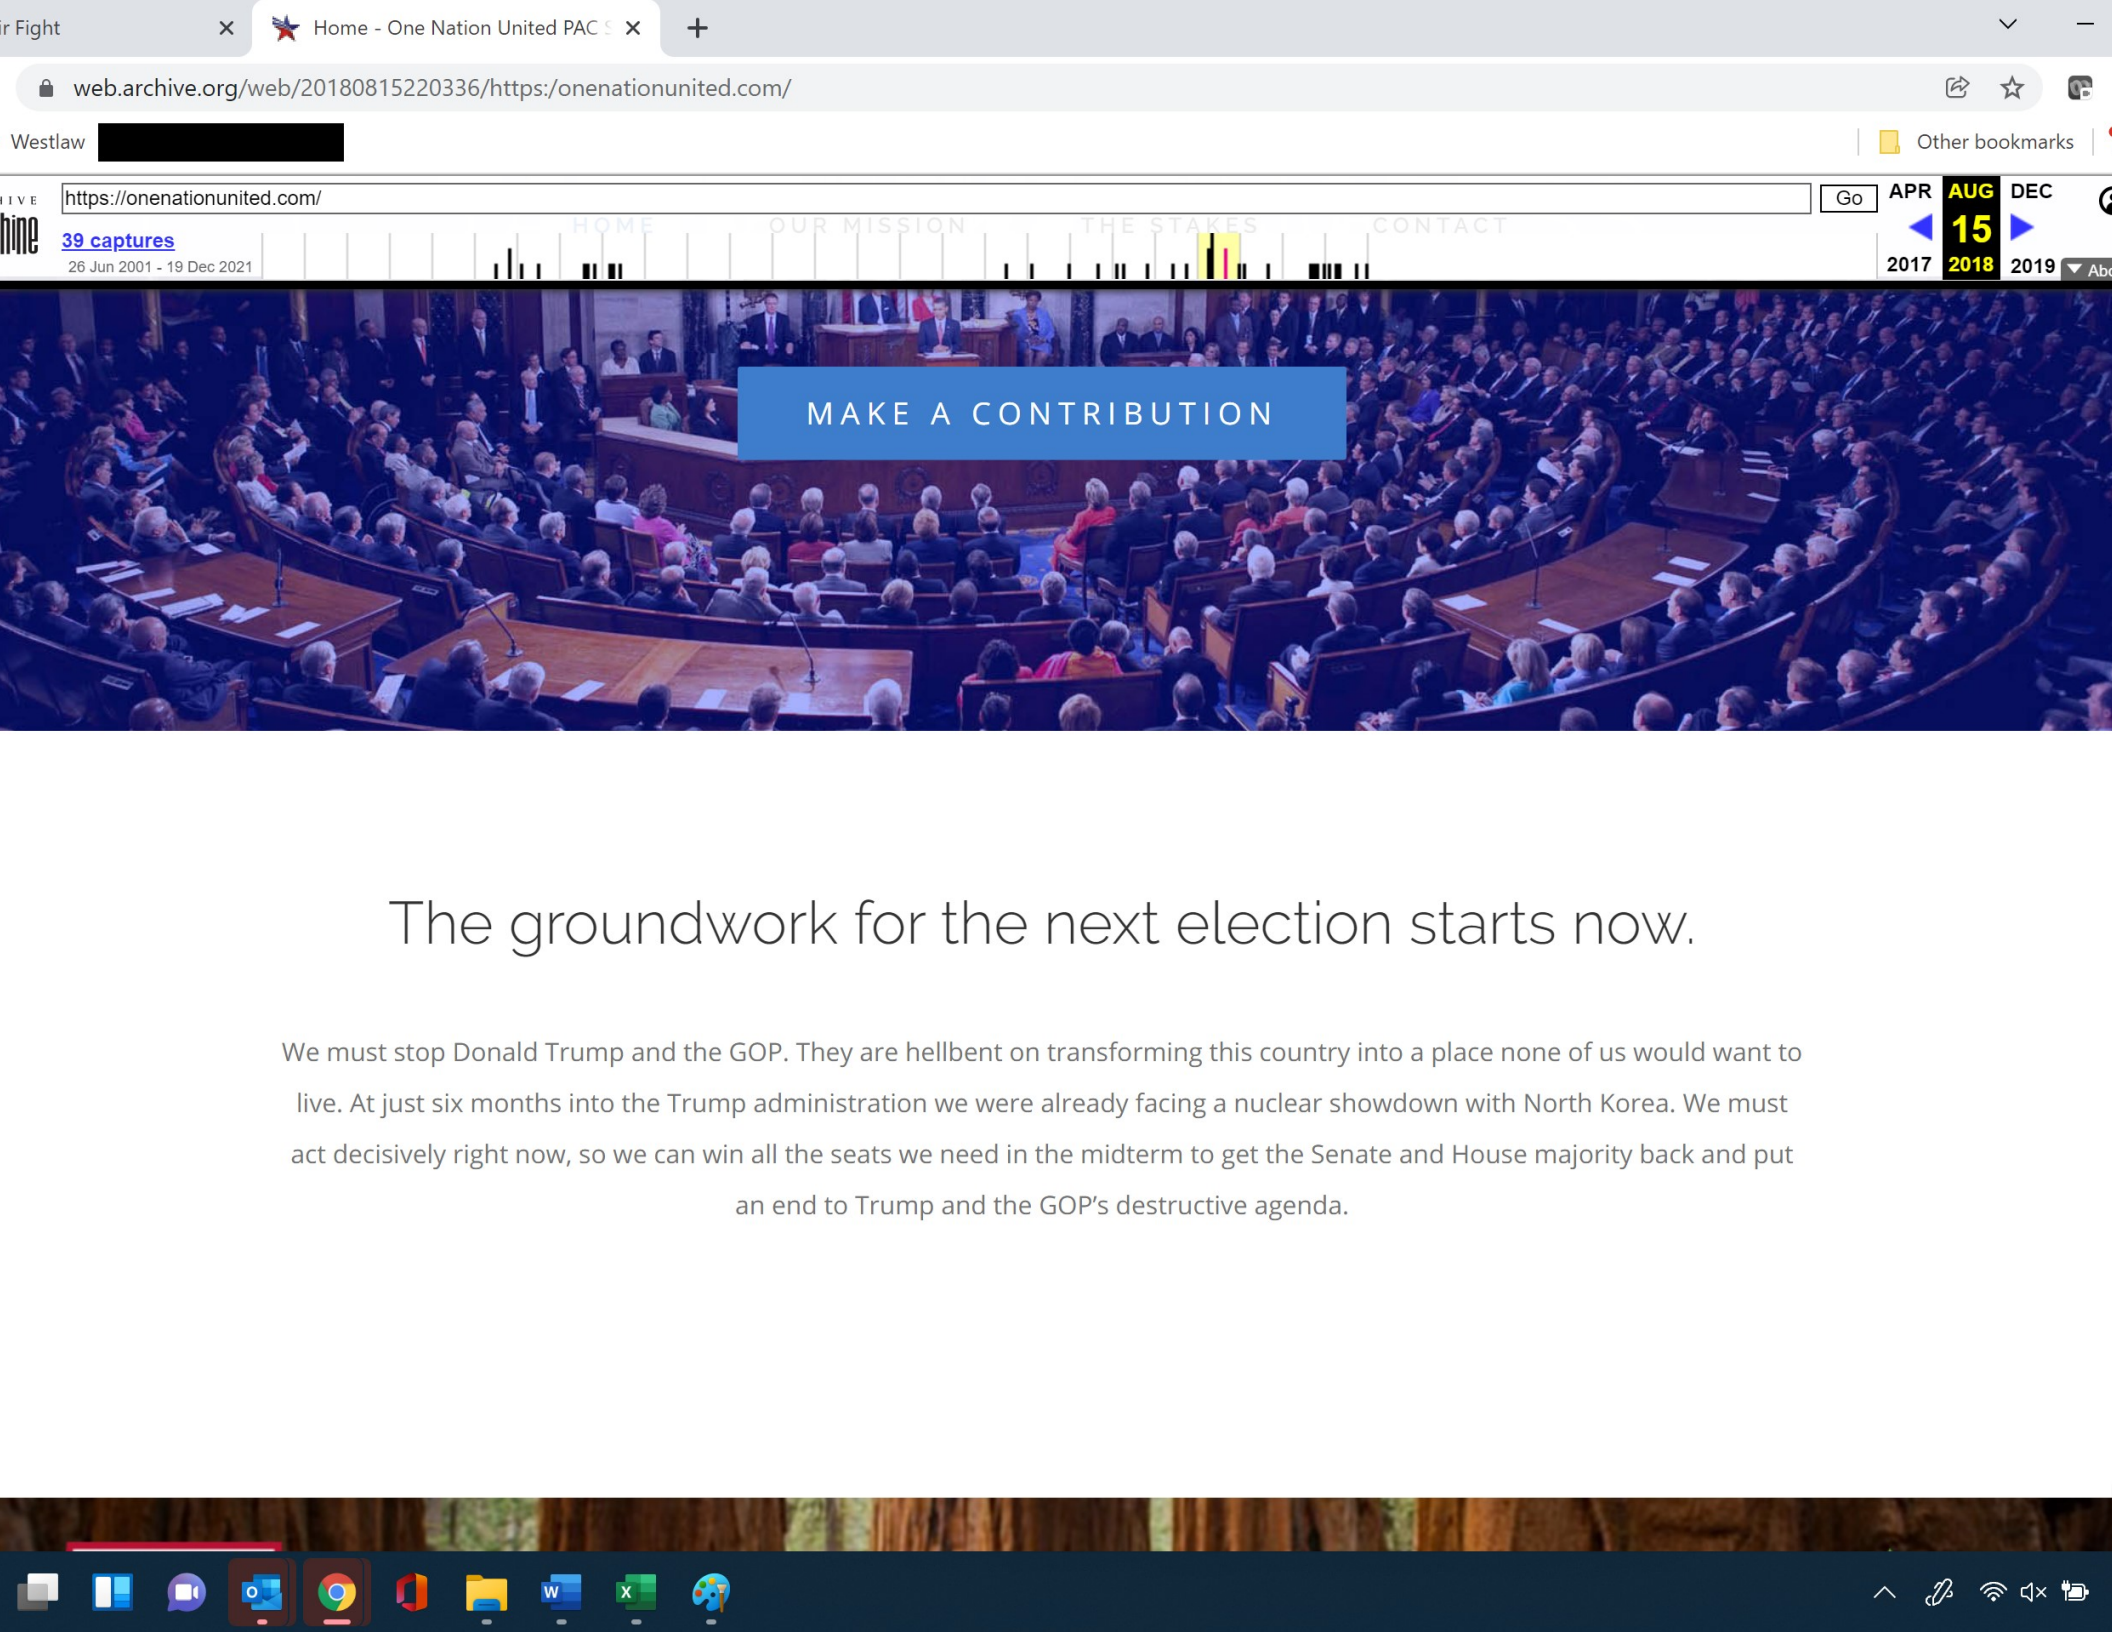 ir Fight
Home - One Nation United PAC
web.archive.org/web/20180815220336/https:/onenationunited.com/
Westlaw
Other bookmarks
HIVE
https://onenationunited.com/
Go
APR AUG DEC
hine
HOME OUR MISSION THE STAKES CONTACT
39 captures
15
26 Jun 2001 - 19 Dec 2021
2017 2018 2019
Abo
MAKE A CONTRIBUTION
The groundwork for the next election starts now.
We must stop Donald Trump and the GOP. They are hellbent on transforming this country into a place none of us would want to
live. At just six months into the Trump administration we were already facing a nuclear showdown with North Korea. We must
act decisively right now, so we can win all the seats we need in the midterm to get the Senate and House majority back and put
an end to Trump and the GOP’s destructive agenda.